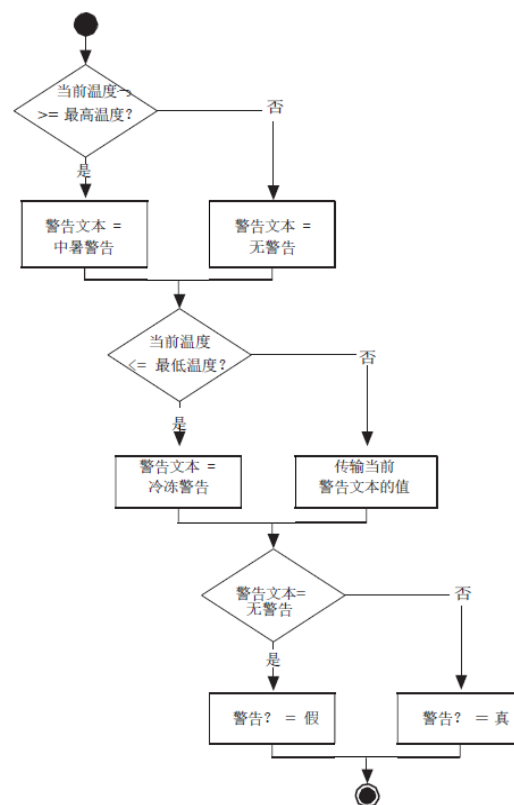 当前温度
>= 最高温度？
否
是
警告文本 =
中暑警告
警告文本 =
无警告
当前温度
<= 最低温度？
否
是
警告文本 =
冷冻警告
传输当前
警告文本的值
警告文本=
无警告
否
是
警告？ = 假
警告？ = 真